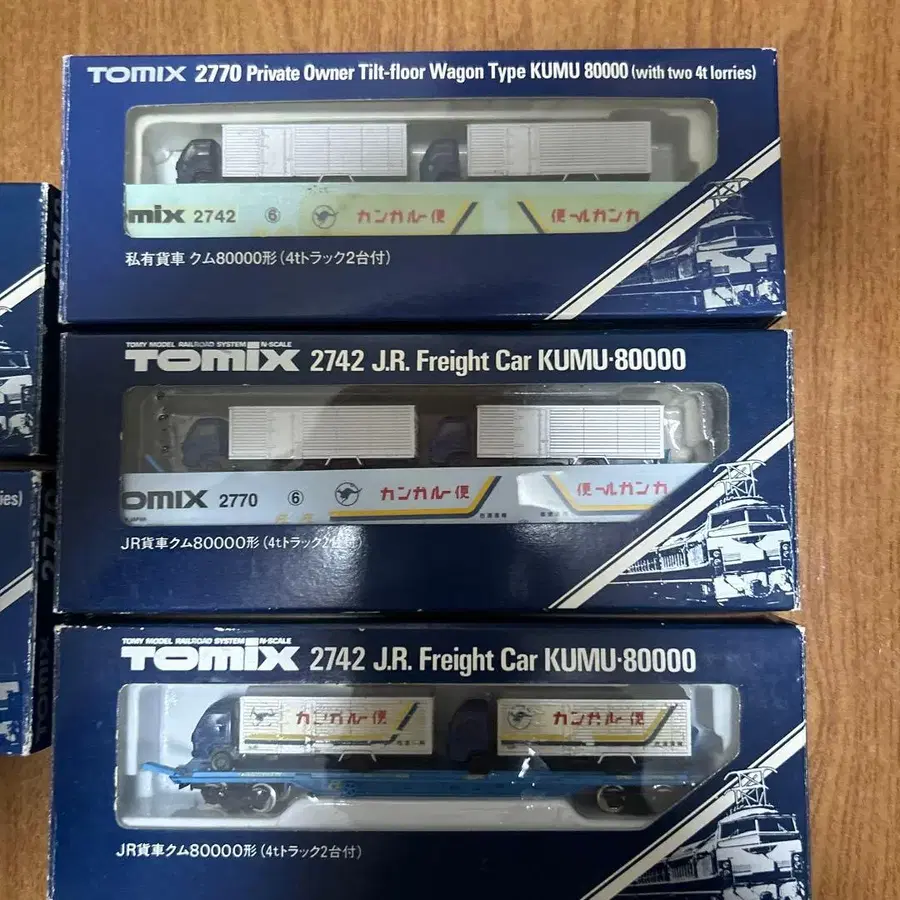 TOMIX 2770 Private Owner Tilt-floor Wagon Type KUMU 80000 (with two 4t lorries)
mix 2742 ⑥ カンガルー便 便ールガンカ
私有貨車 クム80000形(4tトラック2台付)
TOMY MODEL RAILROAD SYSTEM N-SCALE
TOMIX 2742 J.R. Freight Car KUMU-80000
OMIX 2770 ⑥ カンガルー便 便ールガンカ
JR貨車クム80000形(4tトラック2
TOMY MODEL RAILROAD SYSTEM N-SCALE
TOMIX 2742 J.R. Freight Car KUMU-80000
カンガルー便 カンガルー便
JR貨車クム80000形(4tトラック2台付)
ies)
2770